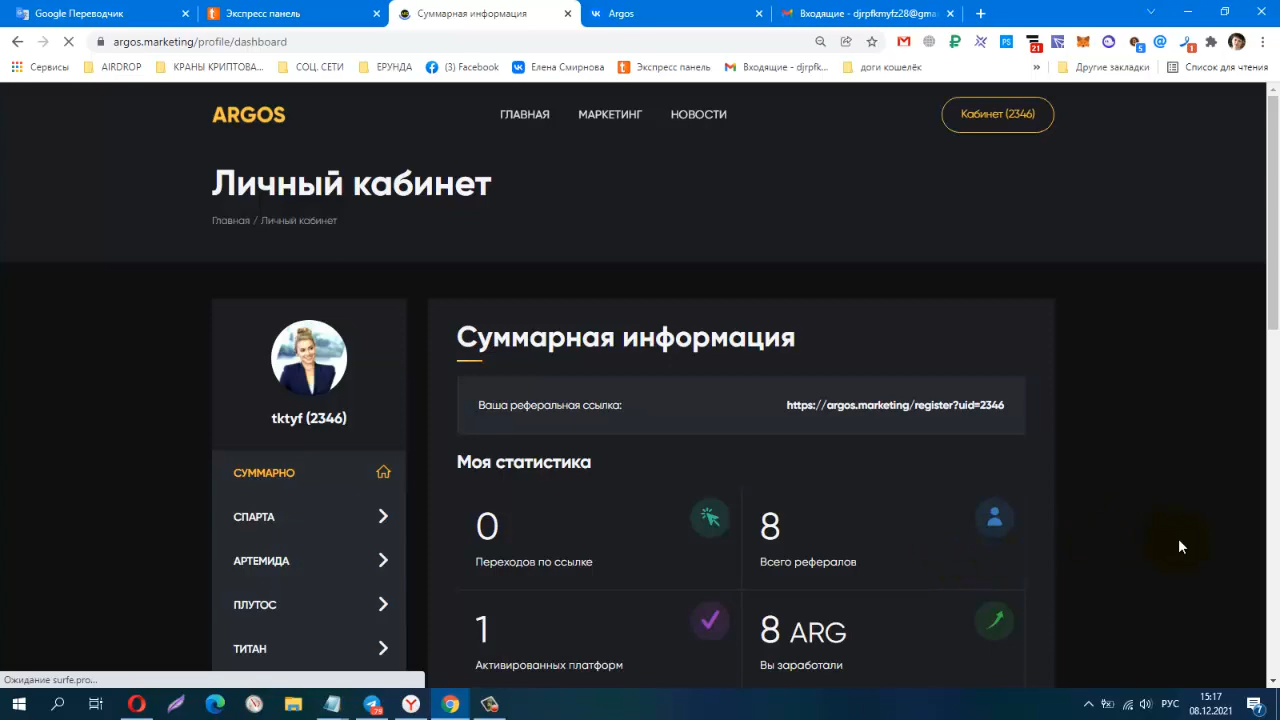 Google Переводчик
Экспресс панель
Суммарная информация
Argos
Входящие - djrpfkmyfz28@gma
argos.marketing/profile/dashboard
21
5
1
Сервисы
AIRDROP
КРАНЫ КРИПТОВА...
СОЦ. СЕТИ
ЕРУНДА
(3) Facebook
Елена Смирнова
Экспресс панель
Входящие - djrpfk...
доги кошелёк
»
Другие закладки
Список для чтения
ARGOS
ГЛАВНАЯ
МАРКЕТИНГ
НОВОСТИ
Кабинет (2346)
Личный кабинет
Главная / Личный кабинет
tktyf (2346)
СУММАРНО
СПАРТА
АРТЕМИДА
ПЛУТОС
ТИТАН
Суммарная информация
Ваша реферальная ссылка:
https://argos.marketing/register?uid=2346
Моя статистика
0
Переходов по ссылке
8
Всего рефералов
1
Активированных платформ
8 ARG
Вы заработали
Ожидание surfe.pro...
РУС
15:17
08.12.2021